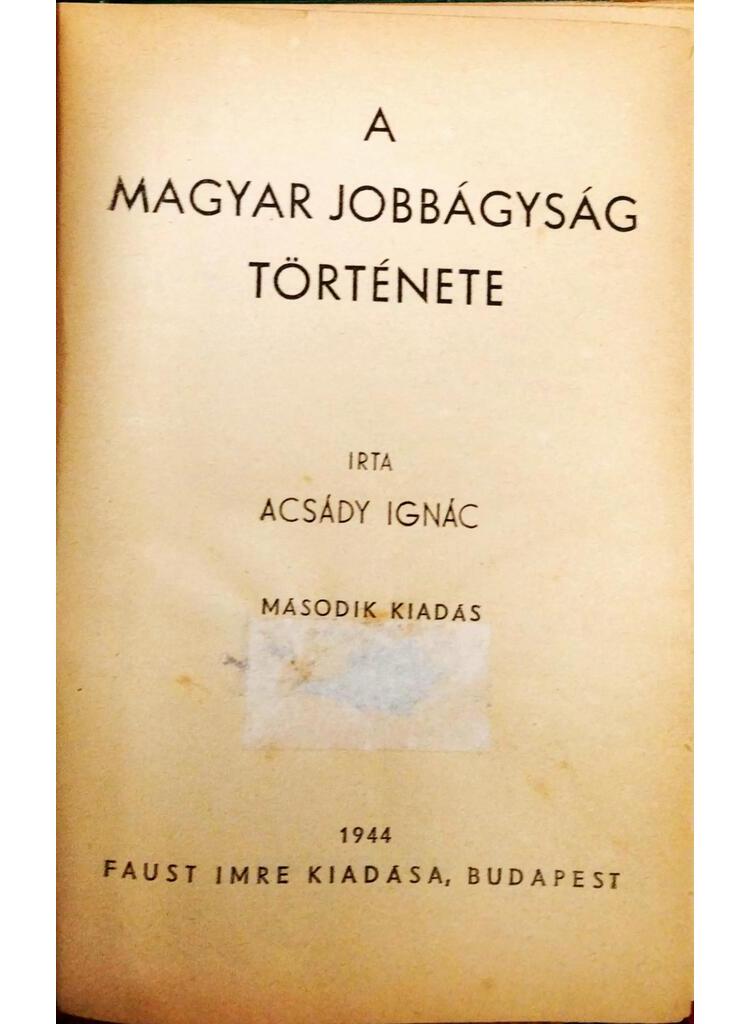 A
MAGYAR JOBBÁGYSÁG
TÖRTÉNETE
IRTA
ACSÁDY IGNÁC
MÁSODIK KIADÁS
1944
FAUST IMRE KIADÁSA, BUDAPEST